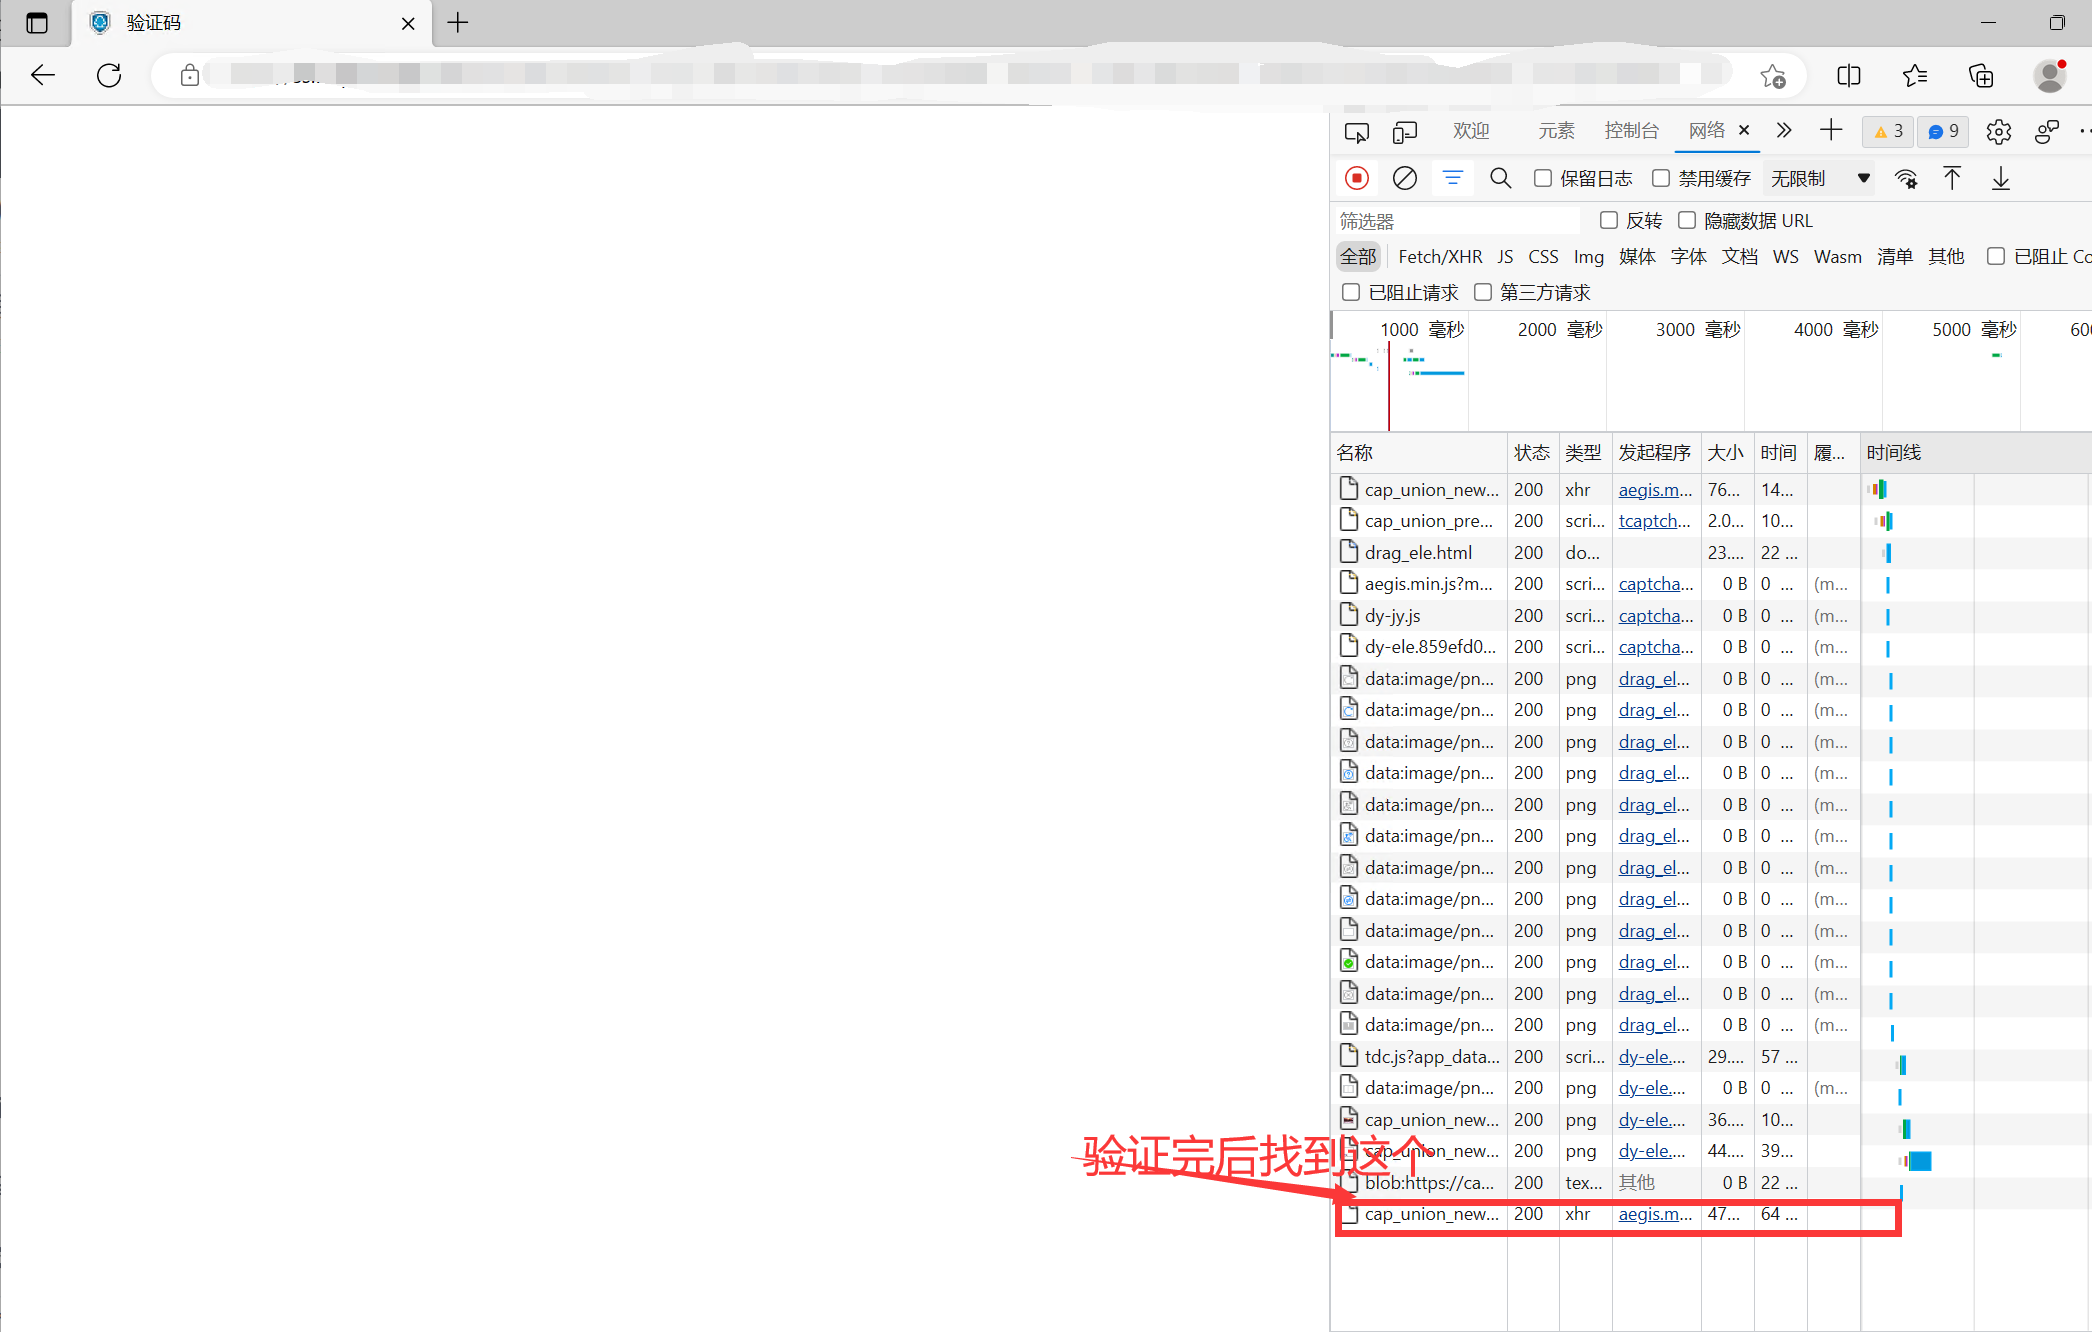 验证码
欢迎 元素 控制台 网络 3 9
保留日志 禁用缓存 无限制
筛选器 反转 隐藏数据 URL
全部 Fetch/XHR JS CSS Img 媒体 字体 文档 WS Wasm 清单 其他 已阻止 Co
已阻止请求 第三方请求
1000 毫秒 2000 毫秒 3000 毫秒 4000 毫秒 5000 毫秒 600
名称 状态 类型 发起程序 大小 时间 履... 时间线
cap_union_new... 200 xhr aegis.m... 76... 14...
cap_union_pre... 200 scri... tcaptch... 2.0... 10...
drag_ele.html 200 do... 23.... 22 ...
aegis.min.js?m... 200 scri... captcha... 0 B 0 ... (m...
dy-jy.js 200 scri... captcha... 0 B 0 ... (m...
dy-ele.859efd0... 200 scri... captcha... 0 B 0 ... (m...
data:image/pn... 200 png drag_el... 0 B 0 ... (m...
data:image/pn... 200 png drag_el... 0 B 0 ... (m...
data:image/pn... 200 png drag_el... 0 B 0 ... (m...
data:image/pn... 200 png drag_el... 0 B 0 ... (m...
data:image/pn... 200 png drag_el... 0 B 0 ... (m...
data:image/pn... 200 png drag_el... 0 B 0 ... (m...
data:image/pn... 200 png drag_el... 0 B 0 ... (m...
data:image/pn... 200 png drag_el... 0 B 0 ... (m...
data:image/pn... 200 png drag_el... 0 B 0 ... (m...
data:image/pn... 200 png drag_el... 0 B 0 ... (m...
data:image/pn... 200 png drag_el... 0 B 0 ... (m...
data:image/pn... 200 png drag_el... 0 B 0 ... (m...
tdc.js?app_data... 200 scri... dy-ele.... 29.... 57 ...
data:image/pn... 200 png dy-ele.... 0 B 0 ... (m...
cap_union_new... 200 png dy-ele.... 36.... 10...
验证完后找到这个
cap_union_new... 200 png dy-ele.... 44.... 39...
blob:https://ca... 200 tex... 其他 0 B 22 ...
cap_union_new... 200 xhr aegis.m... 47... 64 ...